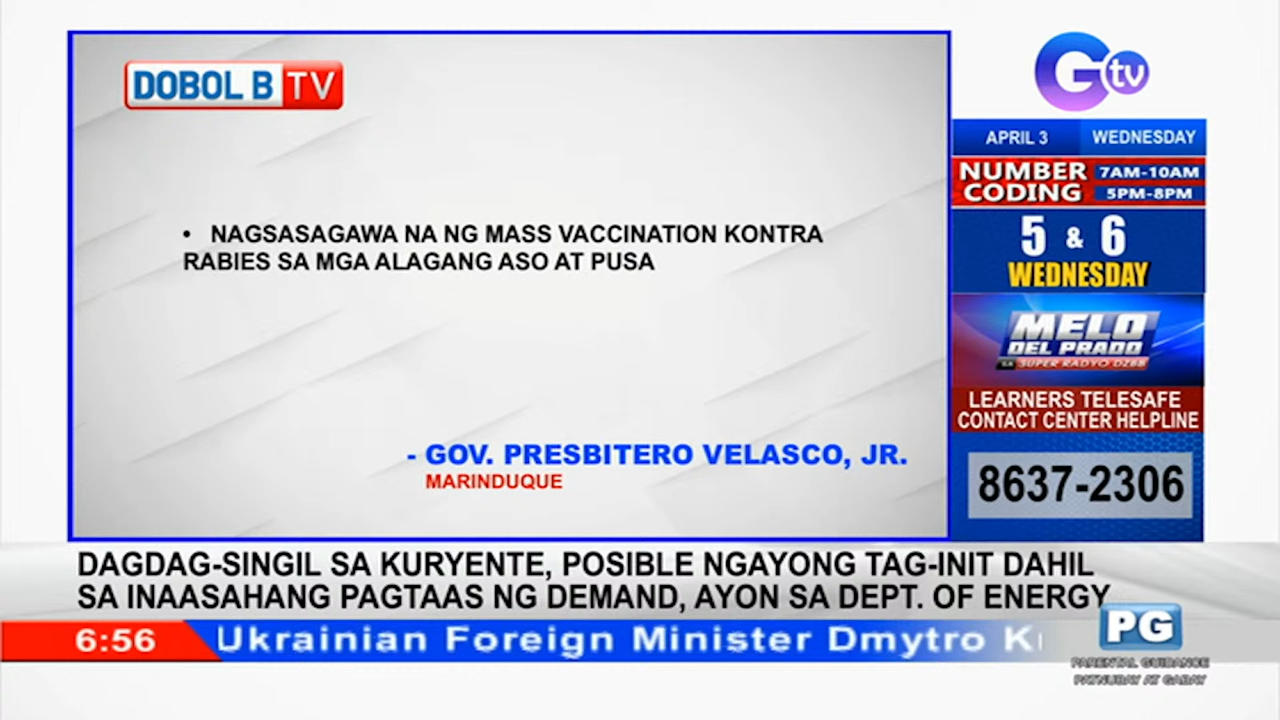 DOBOL B TV
• NAGSASAGAWA NA NG MASS VACCINATION KONTRA
RABIES SA MGA ALAGANG ASO AT PUSA
- GOV. PRESBITERO VELASCO, JR.
MARINDUQUE
Gtv
APRIL 3 WEDNESDAY
NUMBER CODING
7AM-10AM
5PM-8PM
5 & 6
WEDNESDAY
MELO
DEL PRADO
SA SUPER RADYO DZBB
LEARNERS TELESAFE
CONTACT CENTER HELPLINE
8637-2306
DAGDAG-SINGIL SA KURYENTE, POSIBLE NGAYONG TAG-INIT DAHIL
SA INAASAHANG PAGTAAS NG DEMAND, AYON SA DEPT. OF ENERGY
6:56 Ukrainian Foreign Minister Dmytro
PG
PARENTAL GUIDANCE
PATNUBAY AT GABAY